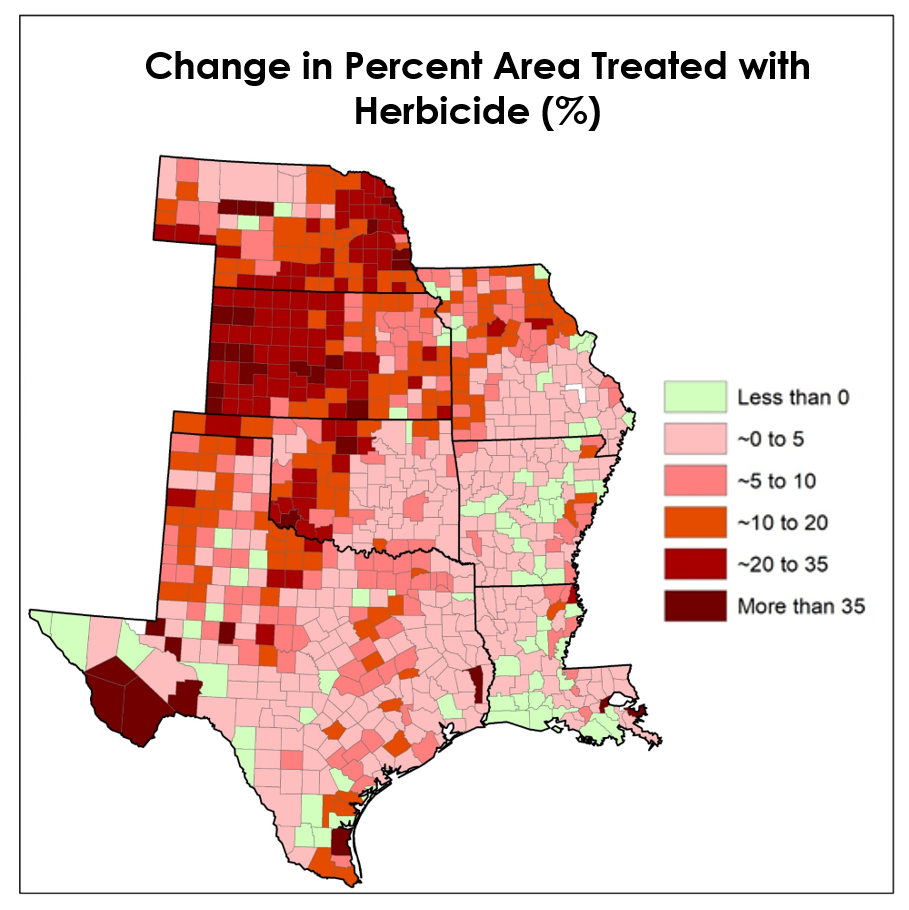 Change in Percent Area Treated with
Herbicide (%)
Less than 0
~0 to 5
~5 to 10
~10 to 20
~20 to 35
More than 35